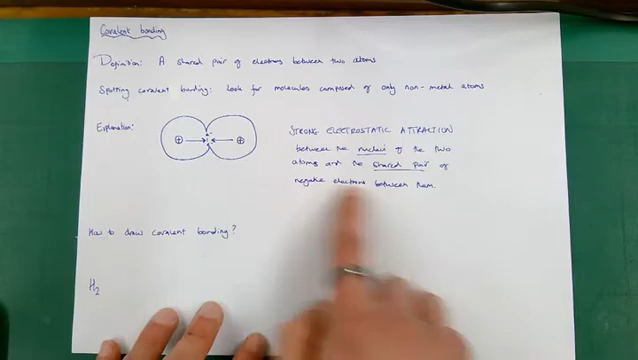 Covalent bonding
Definition: A shared pair of electrons between two atoms
Spotting covalent bonding: Look for molecules composed of only non-metal atoms
Explanation:
STRONG ELECTROSTATIC ATTRACTION
between the nuclei of the two
atoms and the shared pair of
negative electrons between them.
How to draw covalent bonding?
H₂